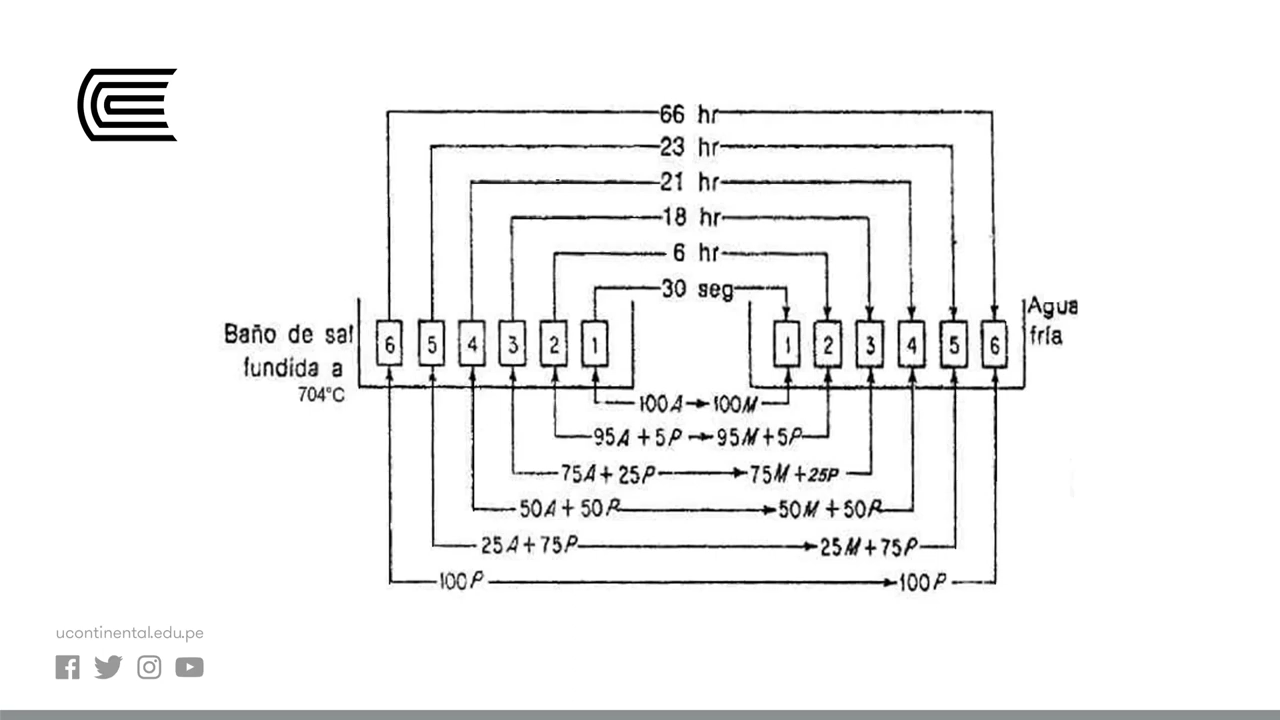 66 hr
23 hr
21 hr
18 hr
6 hr
30 seg
Baño de sal
fundida a
704°C
6 5 4 3 2 1
1 2 3 4 5 6
Agua
fría
100A → 100M
95A + 5P → 95M + 5P
75A + 25P → 75M + 25P
50A + 50P → 50M + 50P
25A + 75P → 25M + 75P
100P → 100P
ucontinental.edu.pe